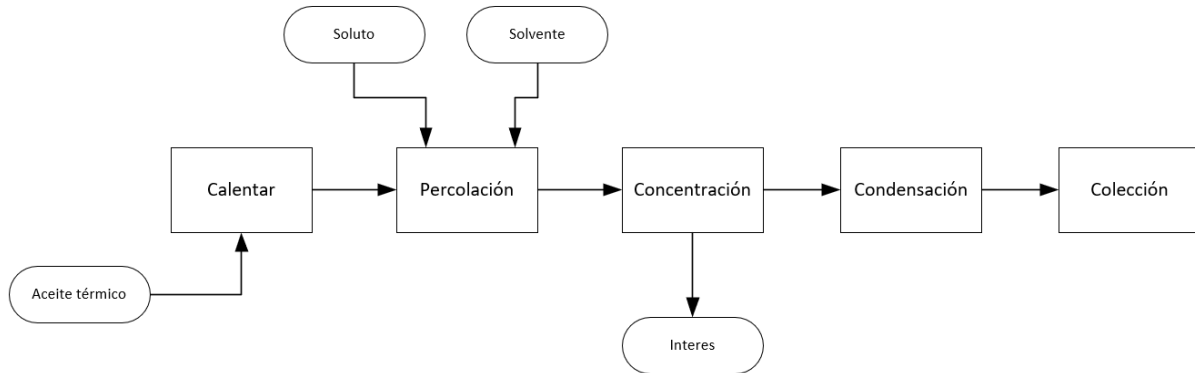 Soluto
Solvente
Calentar
Percolación
Concentración
Condensación
Colección
Aceite térmico
Interes